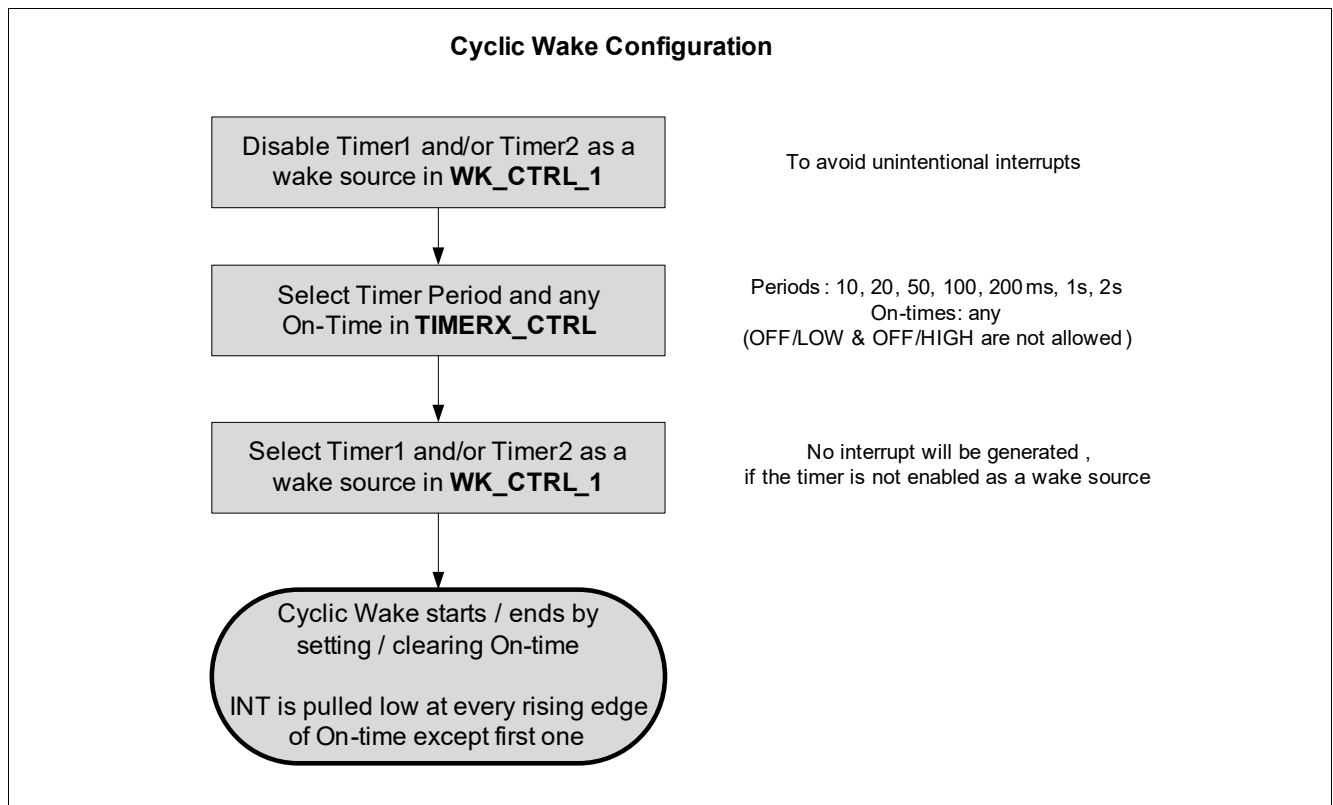 Cyclic Wake Configuration
Disable Timer1 and/or Timer2 as a
wake source in WK_CTRL_1
To avoid unintentional interrupts
Select Timer Period and any
On-Time in TIMERX_CTRL
Periods : 10, 20, 50, 100, 200ms, 1s, 2s
On-times: any
(OFF/LOW & OFF/HIGH are not allowed )
Select Timer1 and/or Timer2 as a
wake source in WK_CTRL_1
No interrupt will be generated ,
if the timer is not enabled as a wake source
Cyclic Wake starts / ends by
setting / clearing On-time
INT is pulled low at every rising edge
of On-time except first one